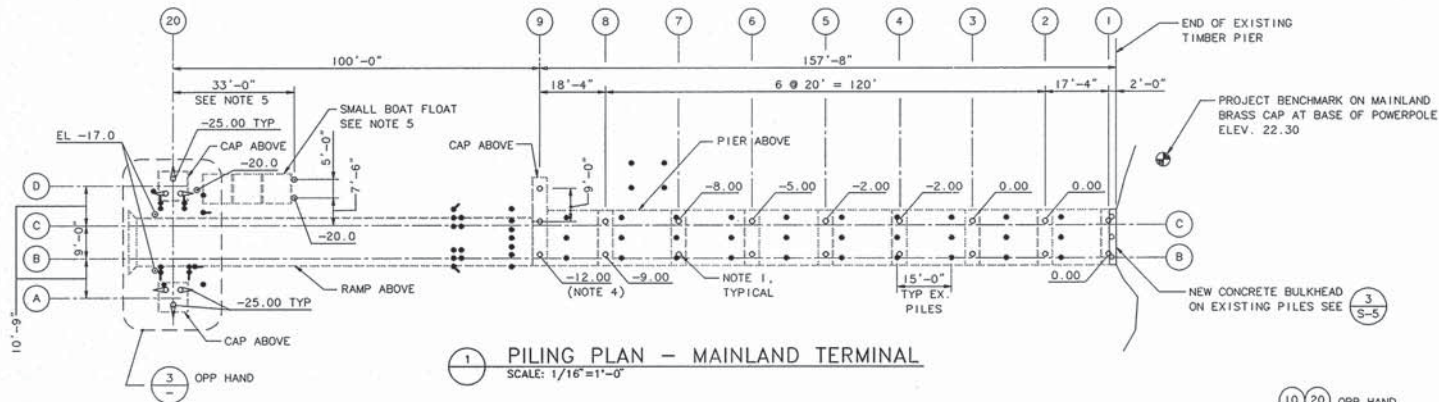 20
9
8
7
6
5
4
3
2
1
END OF EXISTING
TIMBER PIER
100'-0"
157'-8"
33'-0"
SEE NOTE 5
18'-4"
6 @ 20' = 120'
17'-4"
2'-0"
SMALL BOAT FLOAT
SEE NOTE 5
PROJECT BENCHMARK ON MAINLAND
BRASS CAP AT BASE OF POWERPOLE
ELEV. 22.30
-25.00 TYP
EL -17.0
CAP ABOVE
-20.0
5'-0"
7'-6"
CAP ABOVE
9'-0"
PIER ABOVE
D
-8.00
-5.00
-2.00
-2.00
0.00
0.00
C
C
9'-0"
-20.0
B
B
A
10'-9"
-25.00 TYP
RAMP ABOVE
-12.00
(NOTE 4)
-9.00
NOTE 1,
TYPICAL
15'-0"
TYP EX.
PILES
0.00
NEW CONCRETE BULKHEAD
ON EXISTING PILES SEE
3
S-5
CAP ABOVE
3
-
OPP HAND
1
PILING PLAN - MAINLAND TERMINAL
SCALE: 1/16"=1'-0"
10 20 OPP HAND